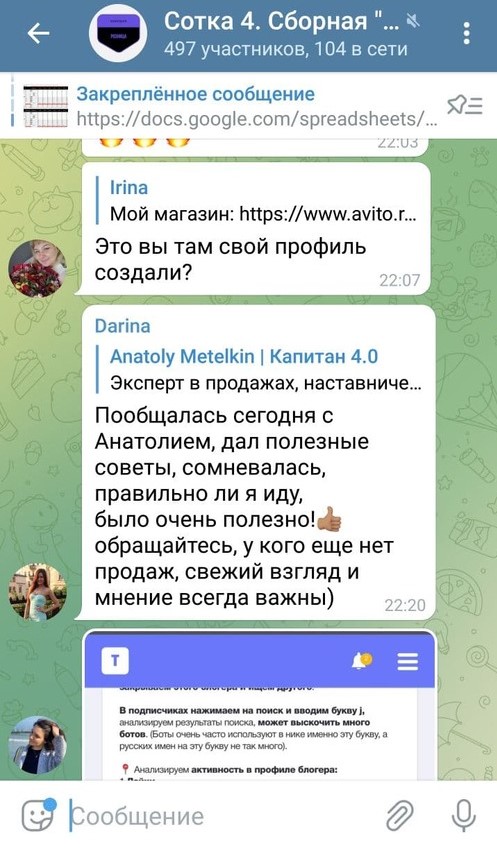 Сотка 4. Сборная "...
497 участников, 104 в сети
Закреплённое сообщение
https://docs.google.com/spreadsheets/...
22:03
Irina
Мой магазин: https://www.avito.r...
Это вы там свой профиль
создали?
22:07
Darina
Anatoly Metelkin | Капитан 4.0
Эксперт в продажах, наставниче...
Пообщалась сегодня с
Анатолием, дал полезные
советы, сомневалась,
правильно ли я иду,
было очень полезно!👍🏽
обращайтесь, у кого еще нет
продаж, свежий взгляд и
мнение всегда важны)
22:20
T
закрываем этого блогера и ищем другого.
В подписчиках нажимаем на поиск и вводим букву j,
анализируем результаты поиска, может выскочить много
ботов. (Боты очень часто используют в нике именно эту букву, а
русских имен на эту букву не так много).
📍 Анализируем активность в профиле блогера:
Сообщение